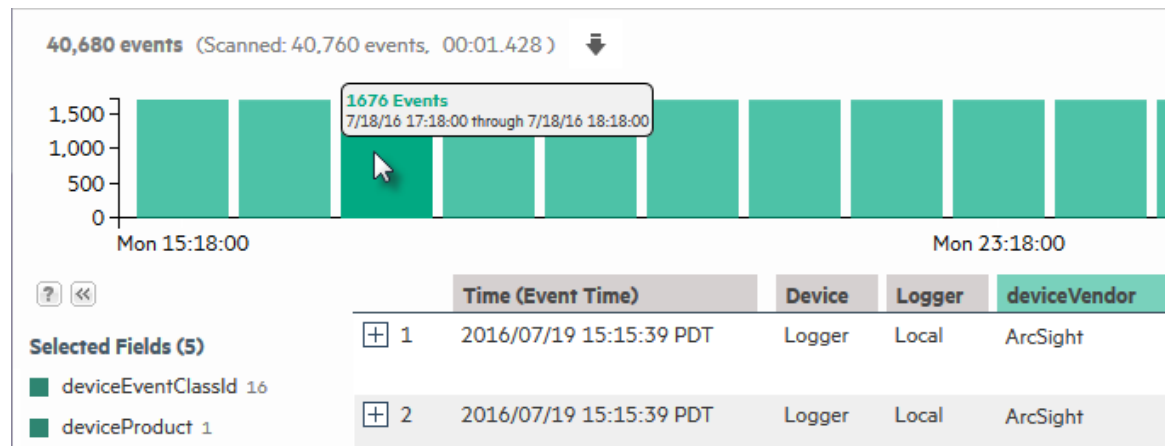 40,680 events (Scanned: 40,760 events, 00:01.428 )
1676 Events
7/18/16 17:18:00 through 7/18/16 18:18:00
1,500
1,000
500
0
Mon 15:18:00 Mon 23:18:00
? «
Time (Event Time) Device Logger deviceVendor
Selected Fields (5)
1 2016/07/19 15:15:39 PDT Logger Local ArcSight
deviceEventClassId 16
2 2016/07/19 15:15:39 PDT Logger Local ArcSight
deviceProduct 1